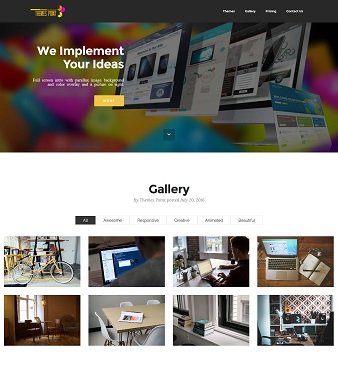 THEMES POINT
Themes Gallery Pricing Contact Us
We Implement
Your Ideas
Full screen intro with parallax image background
and color overlay and a picture on right
Gallery
by Themes Point posted July 20, 2016
All Awesome Responsive Creative Animated Beautiful